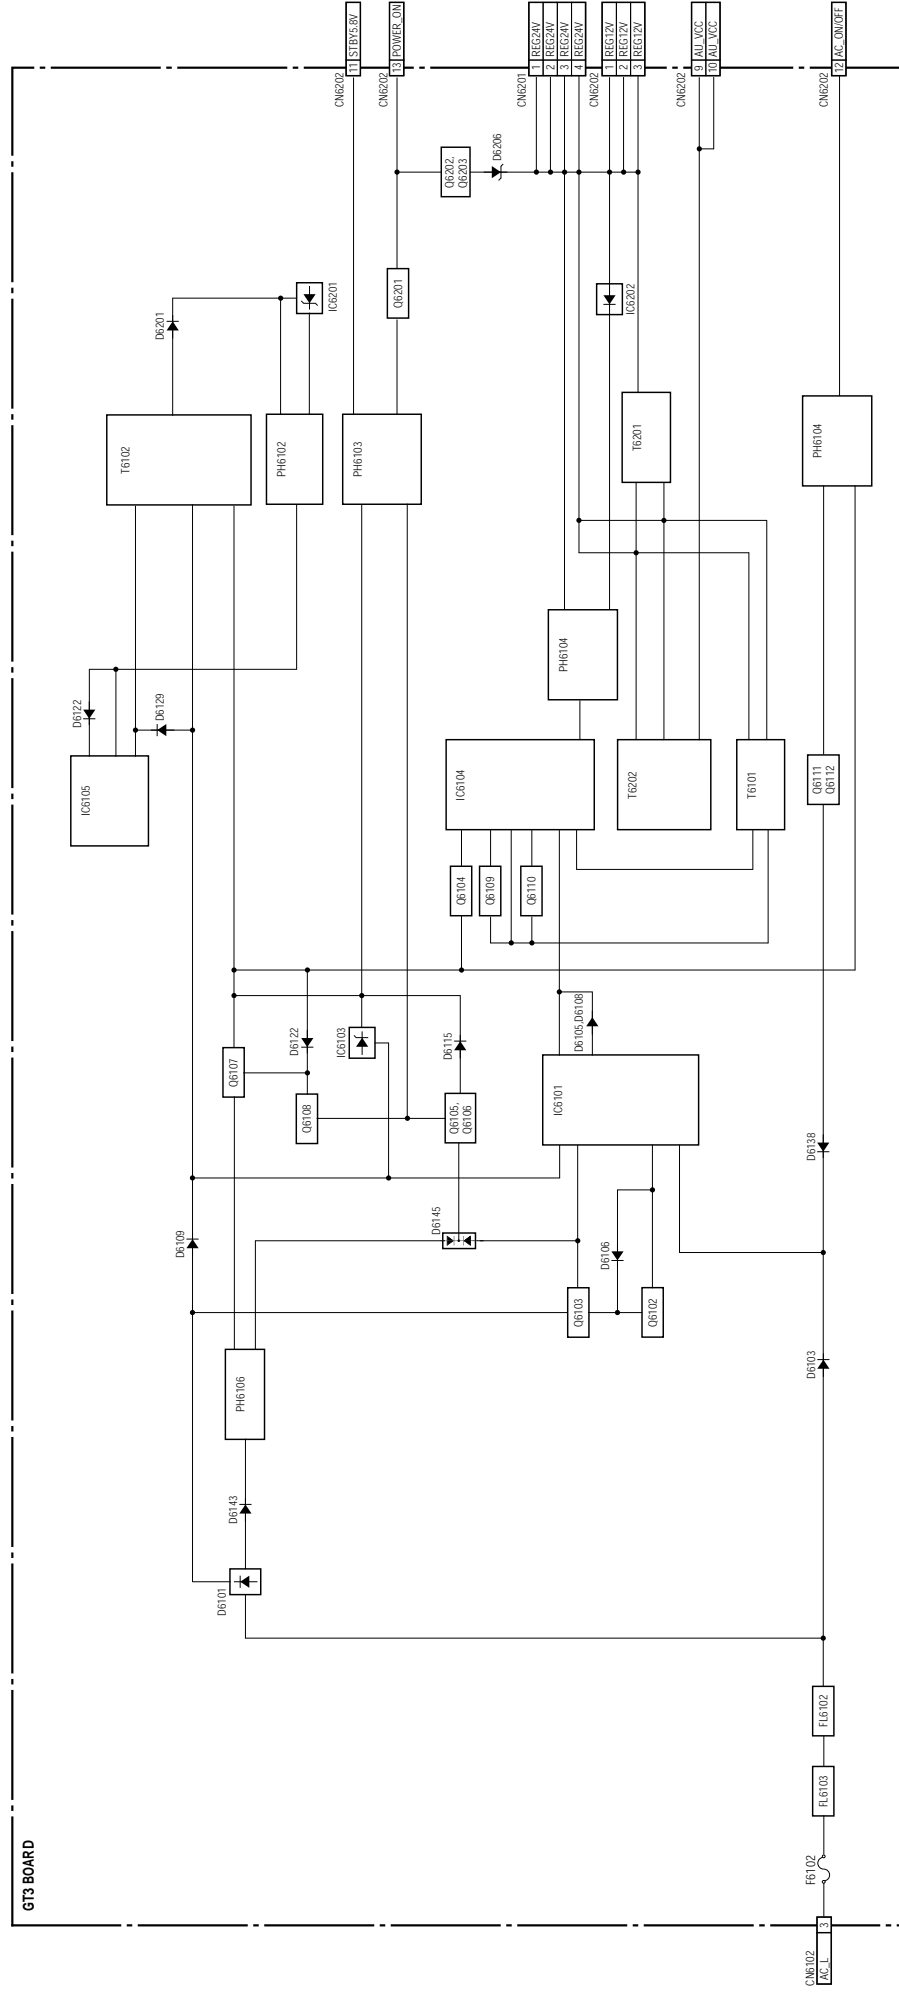 GT3 BOARD
CN6102
AC_L
3
F6102
FL6103
FL6102
D6101
D6143
PH6106
D6109
D6103
D6145
Q6103
D6106
Q6102
D6138
Q6107
Q6108
D6122
IC6103
Q6105,
Q6106
D6115
IC6101
D6105,D6108
IC6105
D6122
D6129
Q6104
Q6109
Q6110
IC6104
T6202
T6101
Q6111
Q6112
PH6104
T6102
PH6102
PH6103
T6201
PH6104
D6201
IC6201
Q6201
IC6202
Q6202,
Q6203
D6206
CN6202
11 STBY5.8V
CN6202
13 POWER_ON
CN6201
1 REG24V
2 REG24V
3 REG24V
4 REG24V
CN6202
1 REG12V
2 REG12V
3 REG12V
CN6202
9 AU_VCC
10 AU_VCC
CN6202
12 AC_ON/OFF